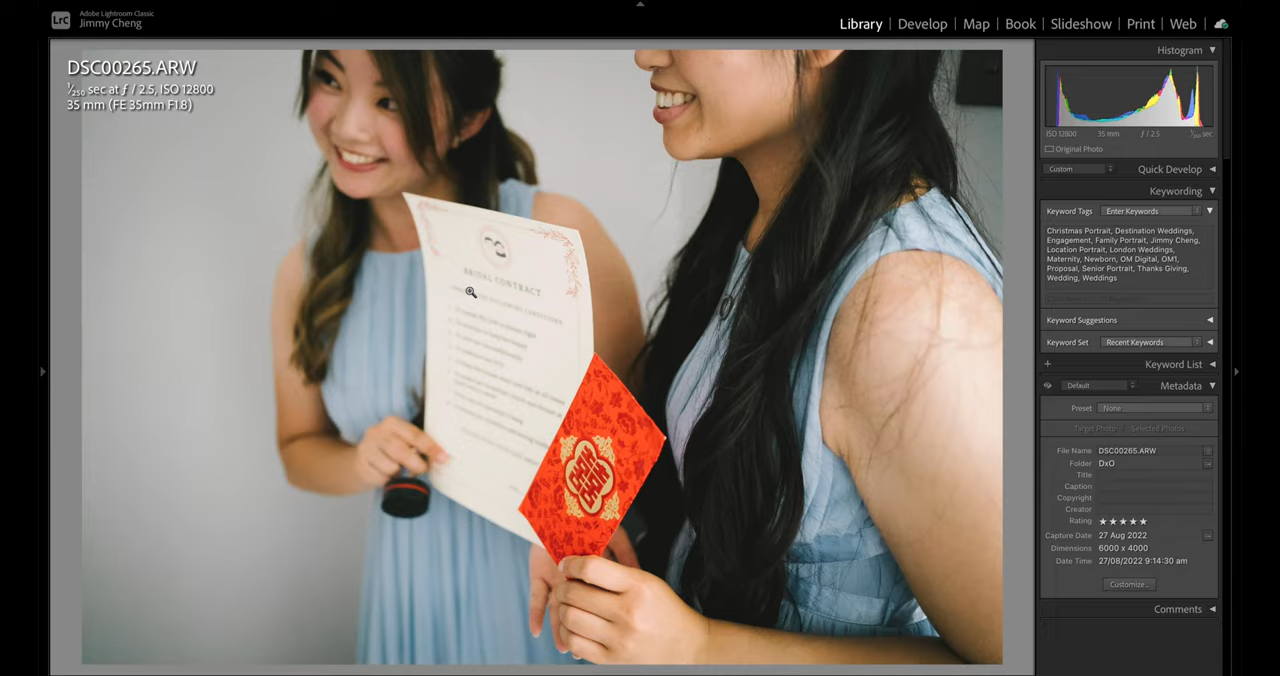 LrC
Adobe Lightroom Classic
Jimmy Cheng
Library | Develop | Map | Book | Slideshow | Print | Web
DSC00265.ARW
1/250 sec at ƒ / 2.5, ISO 12800
35 mm (FE 35mm F1.8)
BRIDAL CONTRACT
THE FOLLOWING CONDITIONS
囍
Histogram
ISO 12800 35 mm ƒ / 2.5 1/250 sec
Original Photo
Custom Quick Develop
Keywording
Keyword Tags Enter Keywords
Christmas Portrait, Destination Weddings,
Engagement, Family Portrait, Jimmy Cheng,
Location Portrait, London Weddings,
Maternity, Newborn, OM Digital, OM1,
Proposal, Senior Portrait, Thanks Giving,
Wedding, Weddings
Keyword Suggestions
Keyword Set Recent Keywords
+ Keyword List
Default Metadata
Preset None
Target Photo Selected Photos
File Name DSC00265.ARW
Folder DxO
Title
Caption
Copyright
Creator
Rating ★★★★★
Capture Date 27 Aug 2022
Dimensions 6000 x 4000
Date Time 27/08/2022 9:14:30 am
Customize...
Comments